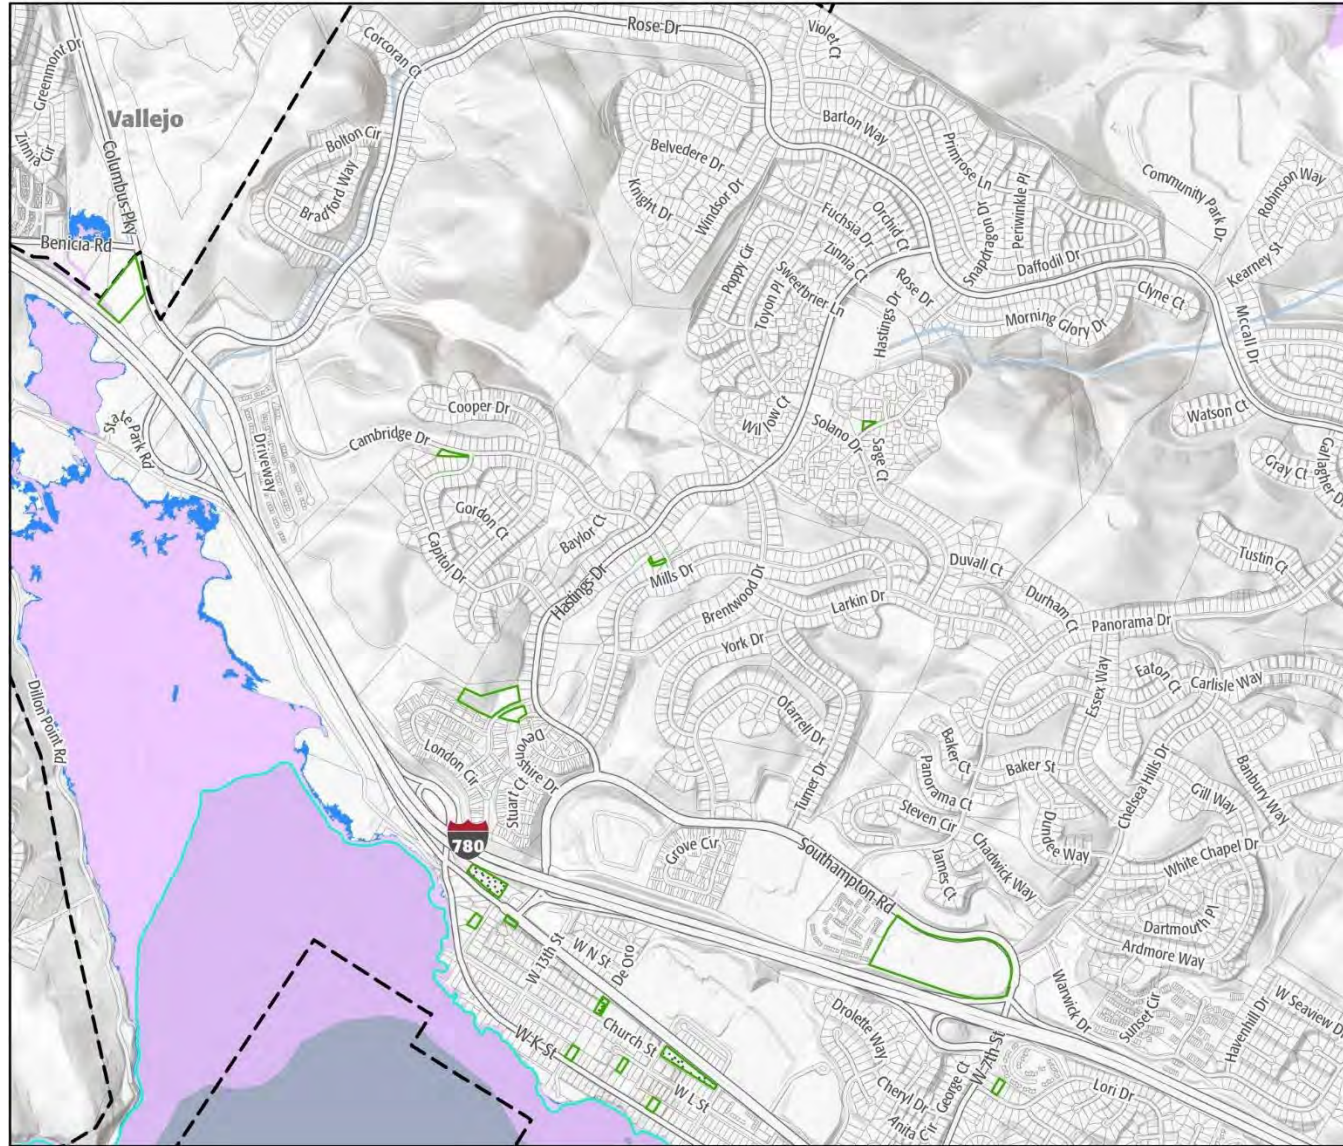 Rose Dr
Violet Ct
Corcoran Ct
Greenmont Dr
Vallejo
Zinnia Cir
Columbus Pky
Bolton Cir
Barton Way
Belvedere Dr
Primrose Ln
Community Park Dr
Robinson Way
Bradford Way
Knight Dr
Windsor Dr
Periwinkle Pl
Fuchsia Dr
Orchid Ct
Snapdragon Dr
Benicia Rd
Poppy Cir
Zinnia Ct
Daffodil Dr
Kearney St
Sweetbrier Ln
Toyon Pl
Rose Dr
Clyne Ct
Hastings Dr
Morning Glory Dr
Mccall Dr
Cooper Dr
Willow Ct
Watson Ct
State Park Rd
Cambridge Dr
Solano Dr
Sage Ct
Driveway
Gallagher Dr
Gray Ct
Gordon Ct
Baylor Ct
Capitol Dr
Tustin Ct
Duvall Ct
Hastings Dr
Mills Dr
Brentwood Dr
Larkin Dr
Durham Ct
Panorama Dr
York Dr
Eaton Ct
Carlisle Way
Essex Way
Dillon Point Rd
Ofarrell Dr
London Cir
Devonshire Dr
Baker Ct
Baker St
Banbury Way
Stuart Ct
Turner Dr
Panorama Ct
Chelsea Hills Dr
Gill Way
Steven Cir
Dundee Way
780
Grove Cir
Southampton Rd
James Ct
Chadwick Way
White Chapel Dr
Dartmouth Pl
Ardmore Way
W 13th St
W N St
De Oro
Warwick Dr
Sunset Cir
Havenhill Dr
W Seaview Dr
Church St
W K St
Drolette Way
W 7th St
George Ct
Cheryl Dr
W L St
Lori Dr
Anita Cir